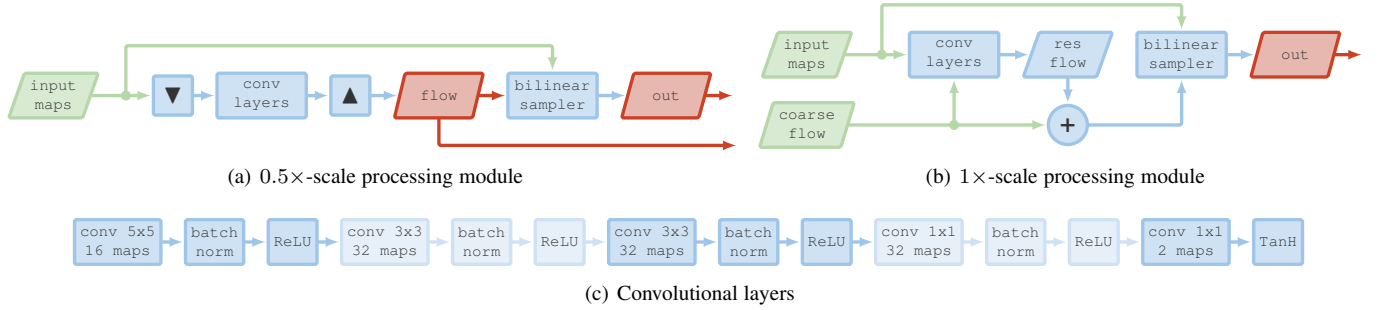 input
maps
▼
conv
layers
▲
flow
bilinear
sampler
out
(a) 0.5×-scale processing module
input
maps
conv
layers
res
flow
bilinear
sampler
out
coarse
flow
+
(b) 1×-scale processing module
conv 5x5
16 maps
batch
norm
ReLU
conv 3x3
32 maps
batch
norm
ReLU
conv 3x3
32 maps
batch
norm
ReLU
conv 1x1
32 maps
batch
norm
ReLU
conv 1x1
2 maps
TanH
(c) Convolutional layers